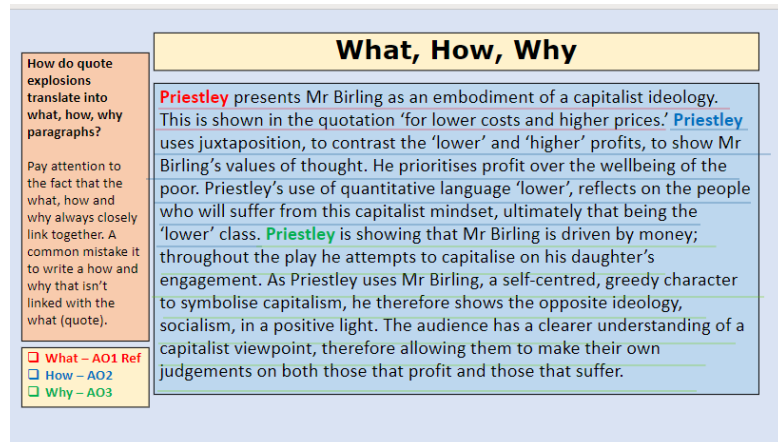 What, How, Why
How do quote
explosions
translate into
what, how, why
paragraphs?
Pay attention to
the fact that the
what, how and
why always closely
link together. A
common mistake it
to write a how and
why that isn't
linked with the
what (quote).
What – AO1 Ref
How – AO2
Why – AO3
Priestley presents Mr Birling as an embodiment of a capitalist ideology.
This is shown in the quotation 'for lower costs and higher prices.' Priestley
uses juxtaposition, to contrast the 'lower' and 'higher' profits, to show Mr
Birling's values of thought. He prioritises profit over the wellbeing of the
poor. Priestley's use of quantitative language 'lower', reflects on the people
who will suffer from this capitalist mindset, ultimately that being the
'lower' class. Priestley is showing that Mr Birling is driven by money;
throughout the play he attempts to capitalise on his daughter's
engagement. As Priestley uses Mr Birling, a self-centred, greedy character
to symbolise capitalism, he therefore shows the opposite ideology,
socialism, in a positive light. The audience has a clearer understanding of a
capitalist viewpoint, therefore allowing them to make their own
judgements on both those that profit and those that suffer.